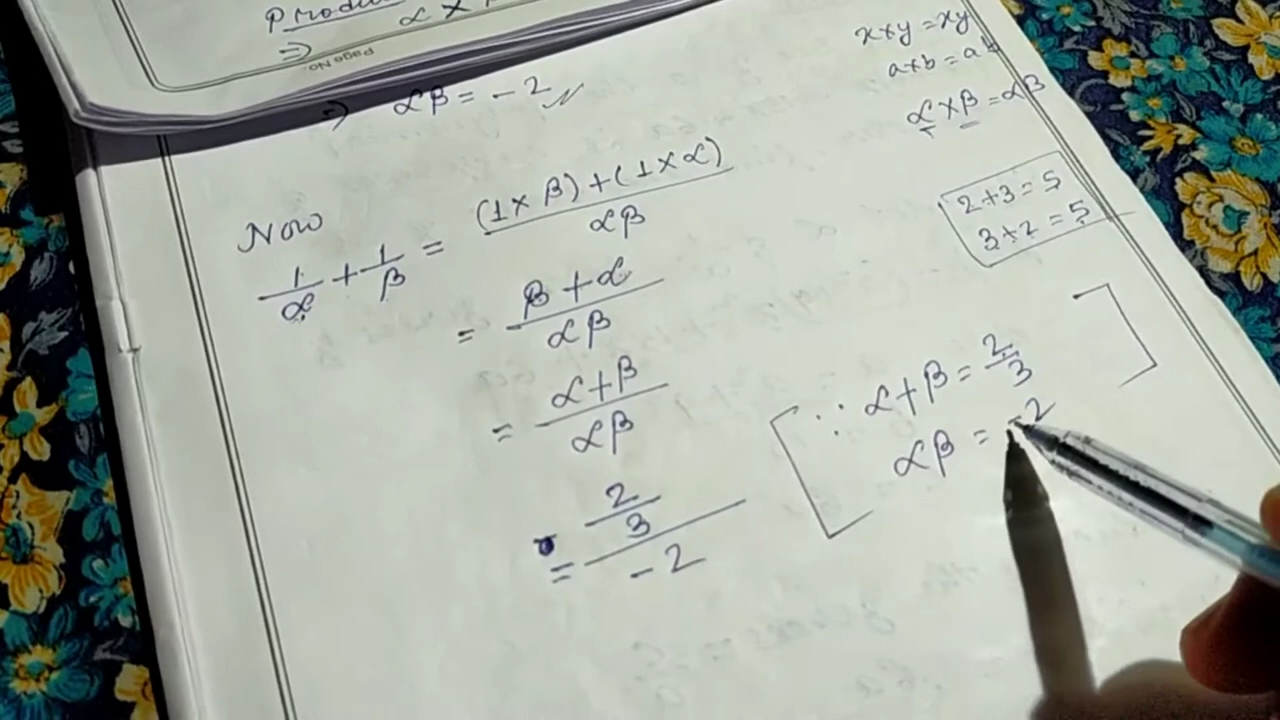 α ×
⇒
Page No.
⇒ αβ = -2
x×y = xy
a×b = ab
α × β = αβ
2+3 = 5
3+2 = 5
Now
1/α + 1/β = (1×β)+(1×α)/αβ
= β+α/αβ
= α+β/αβ
= 2/3/-2
[∵ α+β = 2/3
αβ = -2]